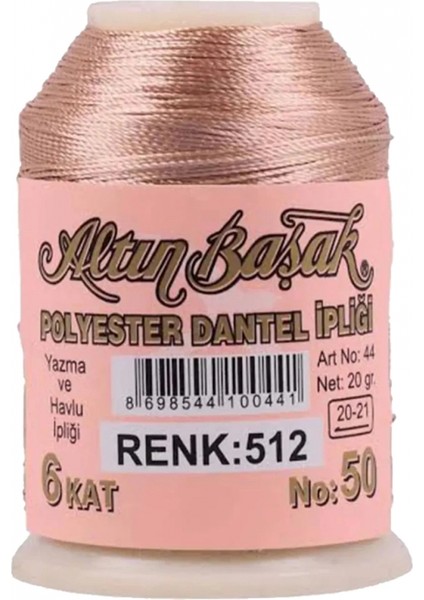 Altın Başak®
POLYESTER DANTEL İPLİĞİ
Yazma
ve
Havlu
İpliği
8 698544 100441
Art No: 44
Net: 20 gr.
20-21
RENK:512
6 KAT
No: 50